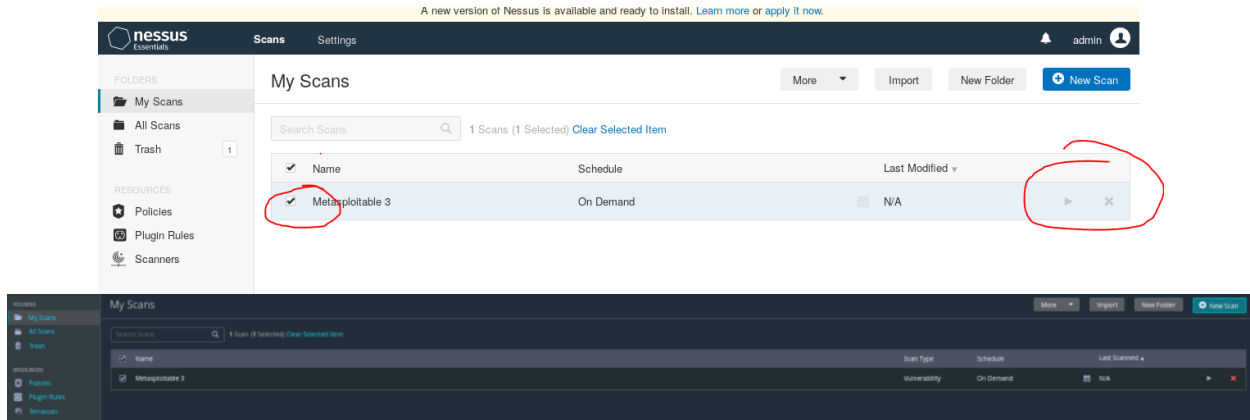 A new version of Nessus is available and ready to install. Learn more or apply it now.
nessus Essentials Scans Settings admin
FOLDERS
My Scans
All Scans
Trash 1
RESOURCES
Policies
Plugin Rules
Scanners
My Scans More Import New Folder New Scan
Search Scans 1 Scans (1 Selected) Clear Selected Item
Name Schedule Last Modified
Metasploitable 3 On Demand N/A
FOLDERS
My Scans
All Scans
Trash
RESOURCES
Policies
Plugin Rules
Terrascan
My Scans More Import New Folder New Scan
Search Scans 1 Scan (1 Selected) Clear Selected Item
Name Scan Type Schedule Last Scanned
Metasploitable 3 Vulnerability On Demand N/A